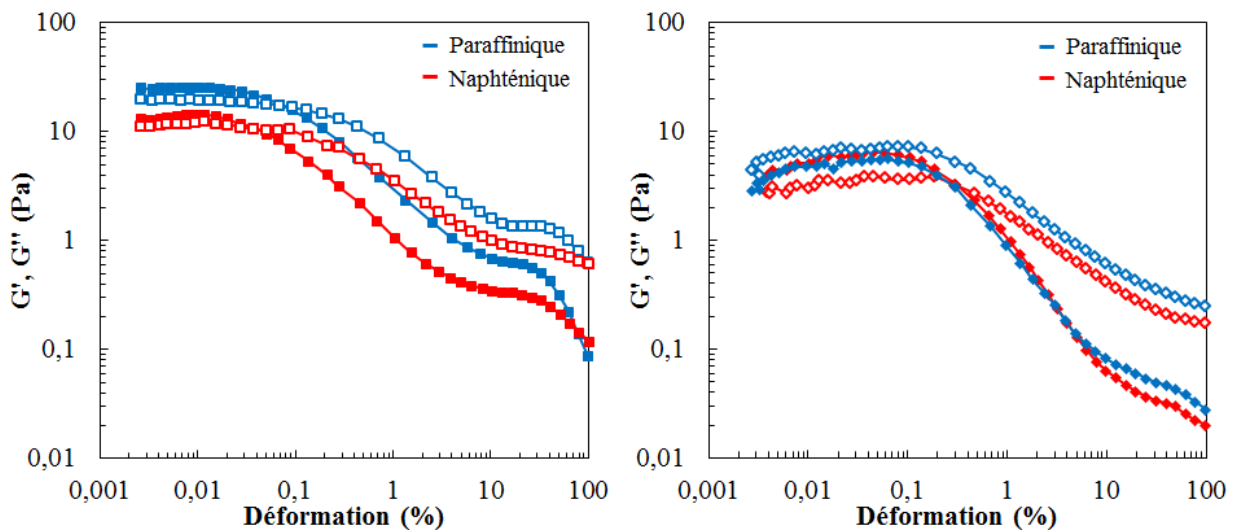 100
10
1
0,1
0,01
G', G'' (Pa)
Paraffinique
Naphténique
0,001 0,01 0,1 1 10 100
Déformation (%)
100
10
1
0,1
0,01
G', G'' (Pa)
Paraffinique
Naphténique
0,001 0,01 0,1 1 10 100
Déformation (%)